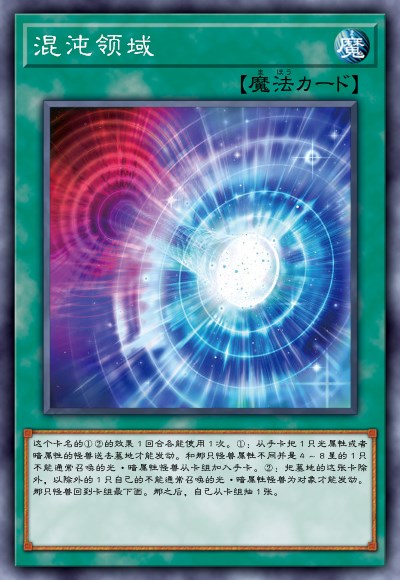 混沌领域
魔
【魔法カード】
まほう
这个卡名的①②的效果1回合各能使用1次。①：从手卡把1只光属性或者
暗属性的怪兽送去墓地才能发动。和那只怪兽属性不同并是4～8星的1只
不能通常召唤的光·暗属性怪兽从卡组加入手卡。②：把墓地的这张卡除
外，以除外的1只自己的不能通常召唤的光·暗属性怪兽为对象才能发动。
那只怪兽回到卡组最下面。那之后，自己从卡组抽1张。